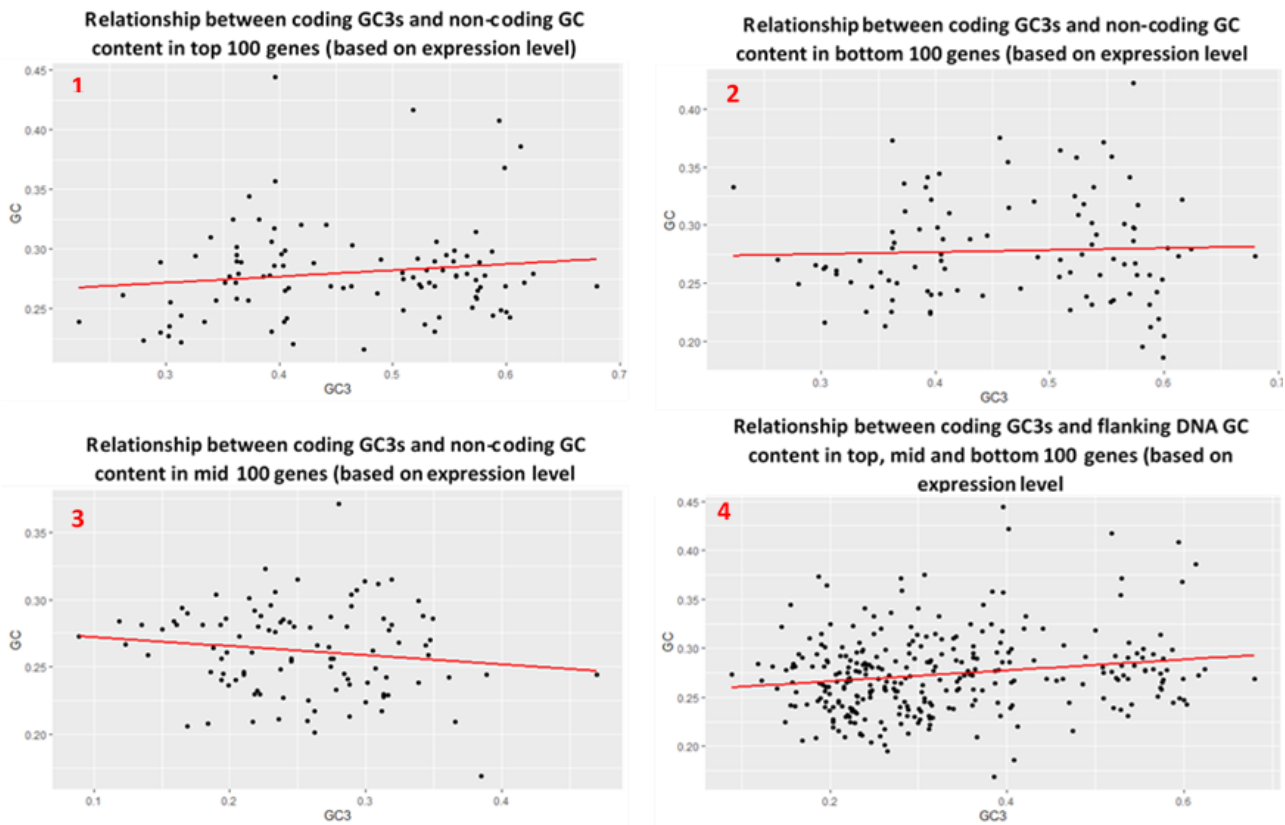 Relationship between coding GC3s and non-coding GC
content in top 100 genes (based on expression level)
1
0.45
0.40
0.35
0.30
0.25
GC
0.3 0.4 0.5 0.6 0.7
GC3
Relationship between coding GC3s and non-coding GC
content in bottom 100 genes (based on expression level
2
0.40
0.35
0.30
0.25
0.20
GC
0.3 0.4 0.5 0.6 0.7
GC3
Relationship between coding GC3s and non-coding GC
content in mid 100 genes (based on expression level
3
0.35
0.30
0.25
0.20
GC
0.1 0.2 0.3 0.4
GC3
Relationship between coding GC3s and flanking DNA GC
content in top, mid and bottom 100 genes (based on
expression level
4
0.45
0.40
0.35
0.30
0.25
0.20
GC
0.2 0.4 0.6
GC3